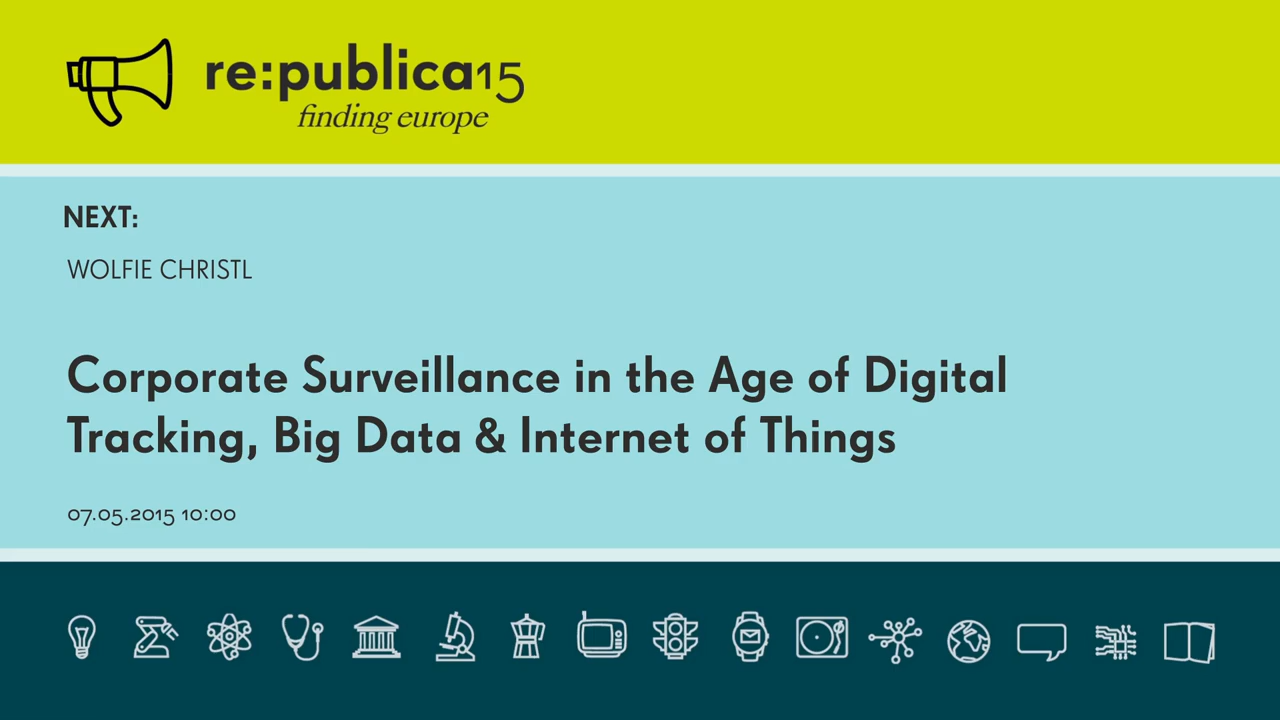 re:publica15
finding europe
NEXT:
WOLFIE CHRISTL
Corporate Surveillance in the Age of Digital
Tracking, Big Data & Internet of Things
07.05.2015 10:00